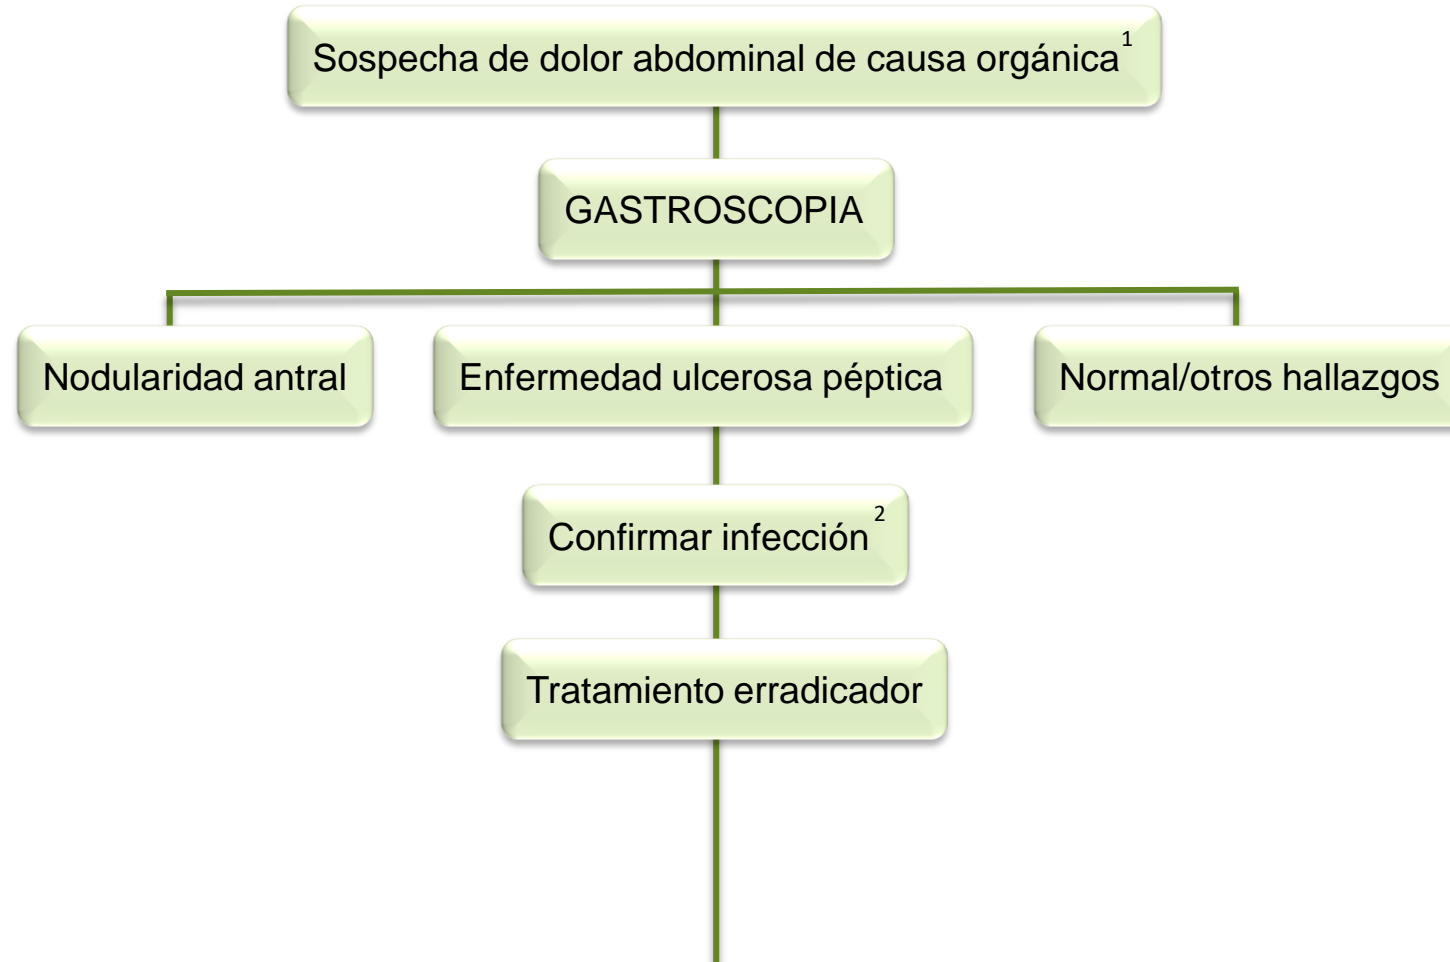 Sospecha de dolor abdominal de causa orgánica1
GASTROSCOPIA
Nodularidad antral
Enfermedad ulcerosa péptica
Normal/otros hallazgos
Confirmar infección2
Tratamiento erradicador